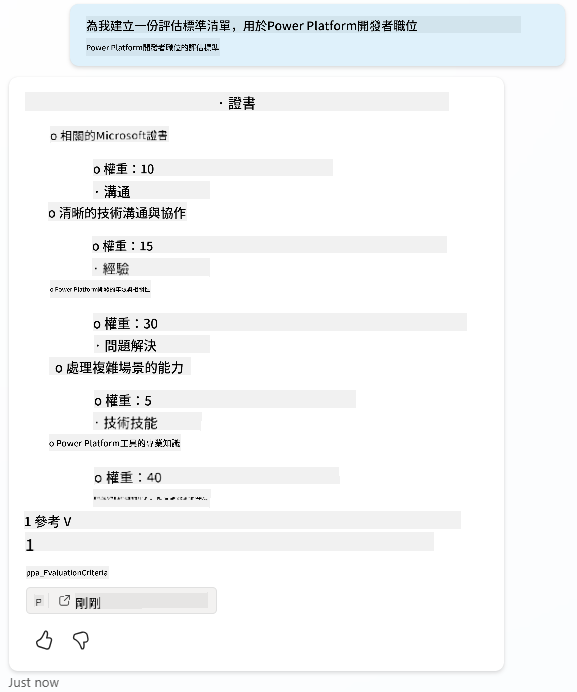 為我建立一份評估標準清單，用於Power Platform開發者職位
Power Platform開發者職位的評估標準
· 證書
o 相關的Microsoft證書
o 權重：10
· 溝通
o 清晰的技術溝通與協作
o 權重：15
· 經驗
o Power Platform
o 權重：30
· 問題解決
o 處理複雜場景的能力
o 權重：5
· 技術技能
o Power Platform工具的專業知識
o 權重：40
1 參考 V
1
ppa_EvaluationCriteria
P 剛剛
Just now